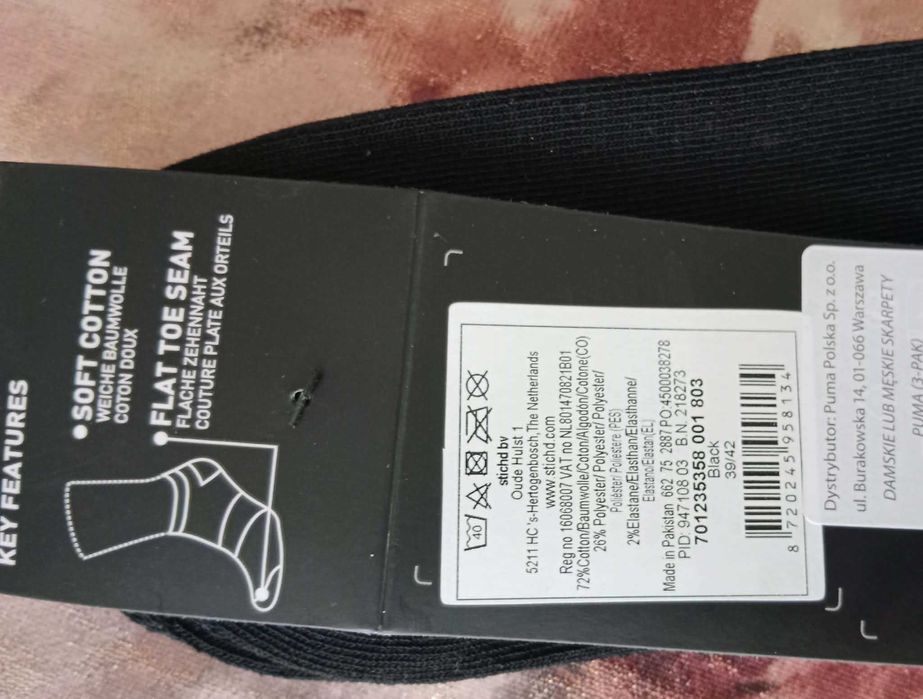 KEY FEATURES
SOFT COTTON
WEICHE BAUMWOLLE
COTON DOUX
FLAT TOE SEAM
FLACHE ZEHENNAHT
COUTURE PLATE AUX ORTEILS
40
stichd bv
Oude Hulst 1
5211 HC 's-Hertogenbosch,The Netherlands
www.stichd.com
Reg no 16068007 VAT no NL801470821B01
72%Cotton/Baumwolle/Coton/Algodón/Cotone(CO)
26% Polyester/ Polyester/ Polyester/
Poliéster/ Poliestere (PES)
2%Elastane/Elasthan/Elasthanne/
Elastano/Elastan(EL)
Made in Pakistan 662 75 2887 P.O:4500038278
PID: 947108 03 B.N. 218273
701235358 001 803
Black
39/42
8 720245 958134
Dystrybutor: Puma Polska Sp. z o.o.
ul. Burakowska 14, 01-066 Warszawa
DAMSKIE LUB MĘSKIE SKARPETY
PUMA (3-PK)